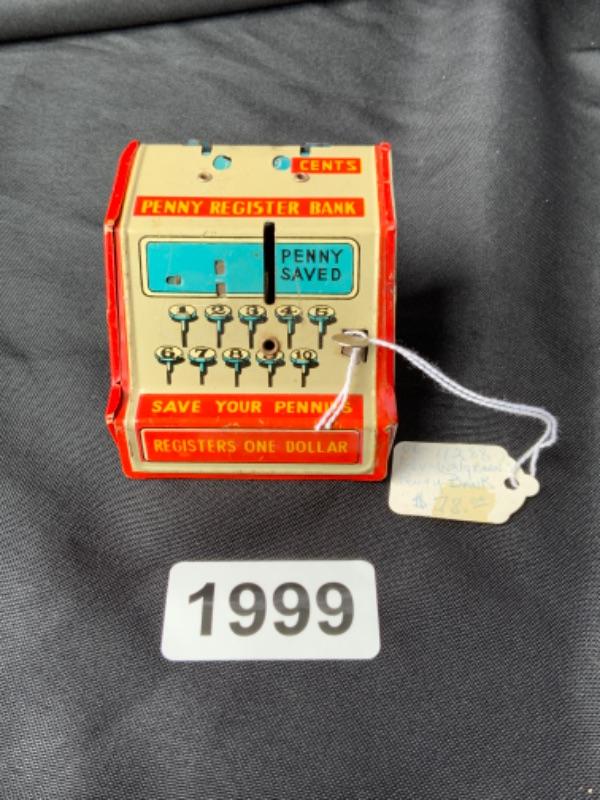 CENTS
PENNY REGISTER BANK
PENNY
SAVED
1 2 3 4 5
6 7 8 10
SAVE YOUR PENNIES
REGISTERS ONE DOLLAR
Bank
$
1999